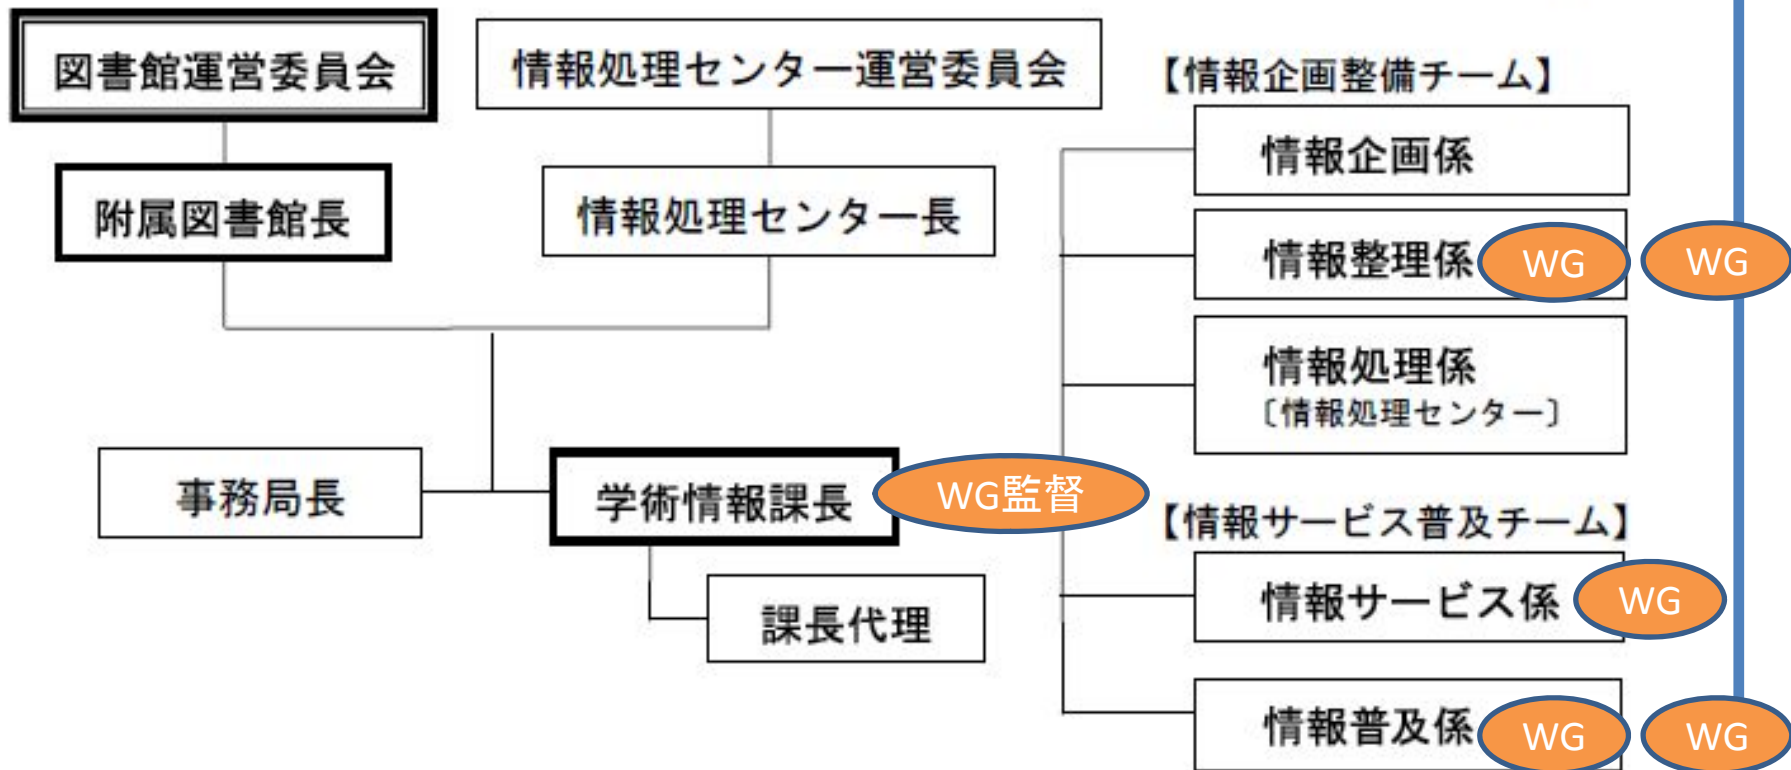 図書館運営委員会
情報処理センター運営委員会
附属図書館長
情報処理センター長
事務局長
学術情報課長
WG監督
課長代理
【情報企画整備チーム】
情報企画係
情報整理係 WG WG
情報処理係
〔情報処理センター〕
【情報サービス普及チーム】
情報サービス係 WG
情報普及係 WG WG